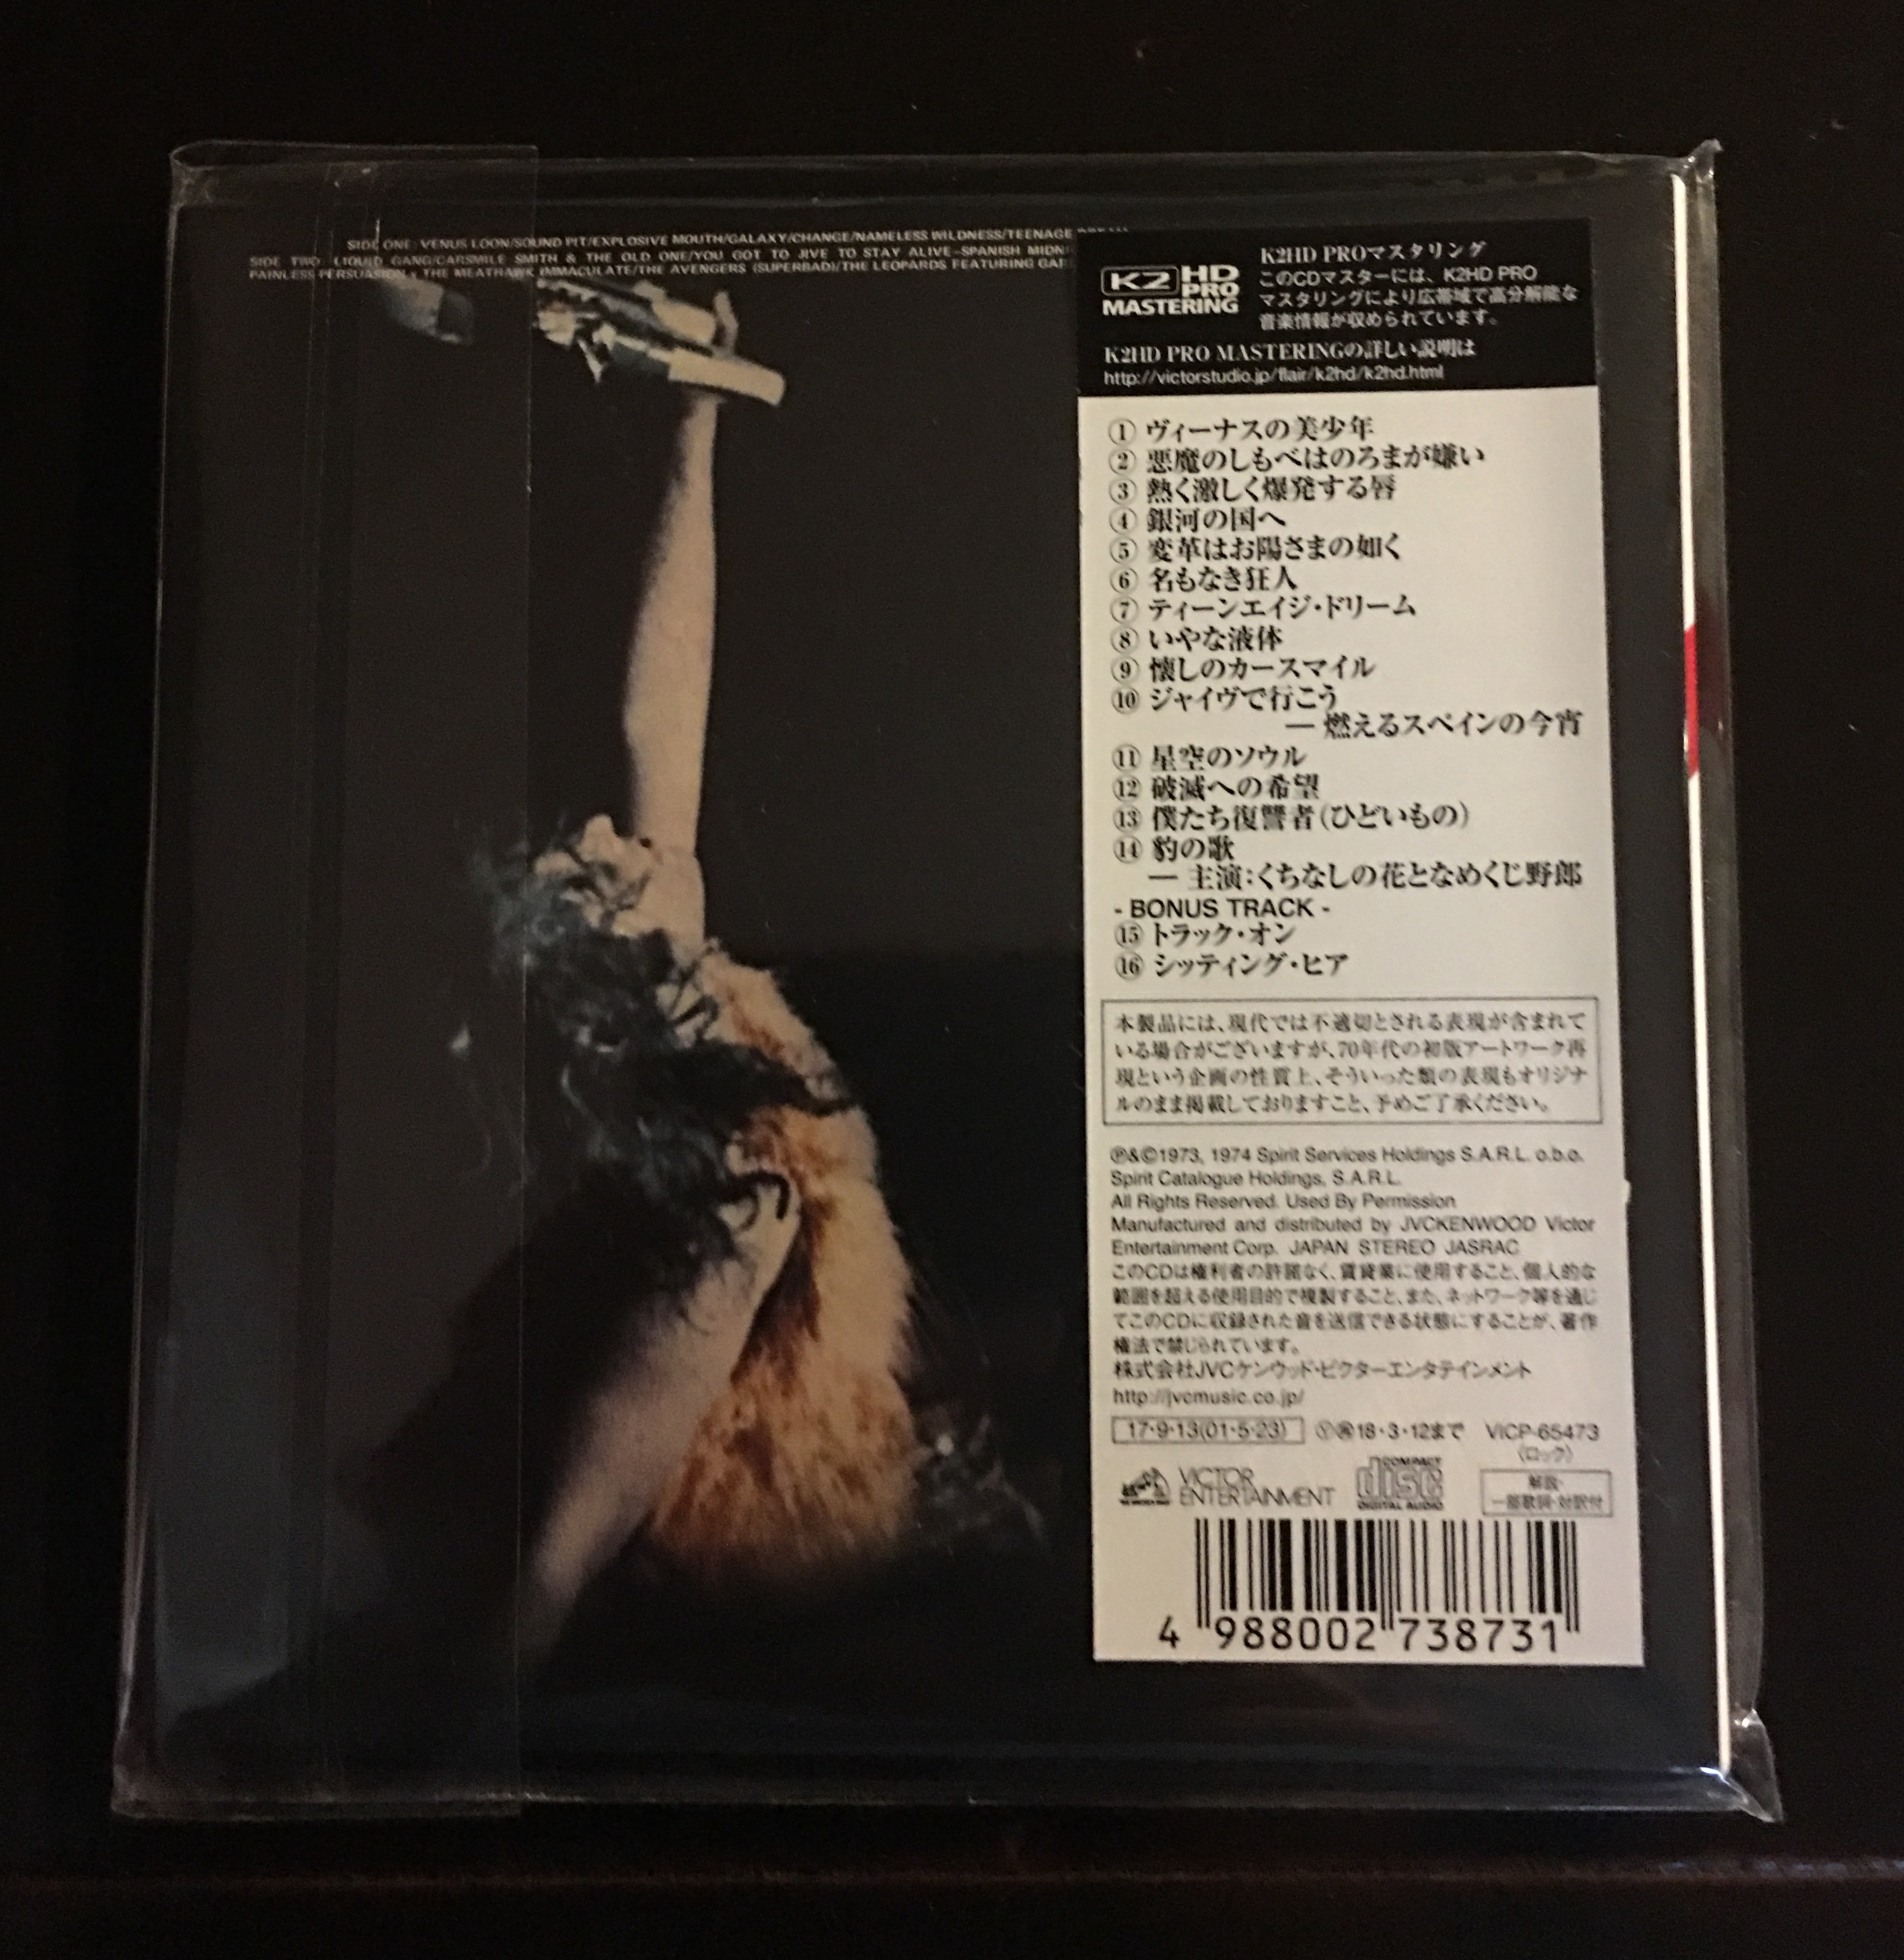 SIDE ONE: VENUS LOON/SOUND PIT/EXPLOSIVE MOUTH/GALAXY/CHANGE/NAMELESS WILDNESS/TEENAGE
SIDE TWO: LIQUID GANG/CARSMILE SMITH & THE OLD ONE/YOU GOT TO JIVE TO STAY ALIVE–SPANISH
PAINLESS PERSUASION v. THE MEATHAWK IMMACULATE/THE AVENGERS (SUPERBAD)/THE LEOPARDS FEATURING
K2 HD PRO MASTERING
K2HD PROマスタリング
このCDマスターには、K2HD PRO
マスタリングにより広帯域で高分解能な
音楽情報が収められています。
K2HD PRO MASTERINGの詳しい説明は
http://victorstudio.jp/flair/k2hd/k2hd.html
① ヴィーナスの美少年
② 悪魔のしもべはのろまが嫌い
③ 熱く激しく爆発する唇
④ 銀河の国へ
⑤ 変革はお陽さまの如く
⑥ 名もなき狂人
⑦ ティーンエイジ・ドリーム
⑧ いやな液体
⑨ 懐しのカースマイル
⑩ ジャイヴで行こう
― 燃えるスペインの今宵
⑪ 星空のソウル
⑫ 破滅への希望
⑬ 僕たち復讐者(ひどいもの)
⑭ 豹の歌
― 主演:くちなしの花となめくじ野郎
- BONUS TRACK -
⑮ トラック・オン
⑯ シッティング・ヒア
本製品には、現代では不適切とされる表現が含まれて
いる場合がございますが、70年代の初版アートワーク再
現という企画の性質上、そういった類の表現もオリジナ
ルのまま掲載しておりますこと、予めご了承ください。
℗&©1973, 1974 Spirit Services Holdings S.A.R.L. o.b.o.
Spirit Catalogue Holdings, S.A.R.L.
All Rights Reserved. Used By Permission
Manufactured and distributed by JVCKENWOOD Victor
Entertainment Corp. JAPAN STEREO JASRAC
このCDは権利者の許諾なく、賃貸業に使用すること、個人的な
範囲を超える使用目的で複製すること、また、ネットワーク等を通じ
てこのCDに収録された音を送信できる状態にすることが、著作
権法で禁じられています。
株式会社JVCケンウッド・ビクターエンタテインメント
http://jvcmusic.co.jp/
17・9・13(01・5・23) Ⓨ 18・3・12まで VICP-65473
(ロック)
VICTOR ENTERTAINMENT
COMPACT disc DIGITAL AUDIO
解説・
一部歌詞・対訳付
4 988002 738731